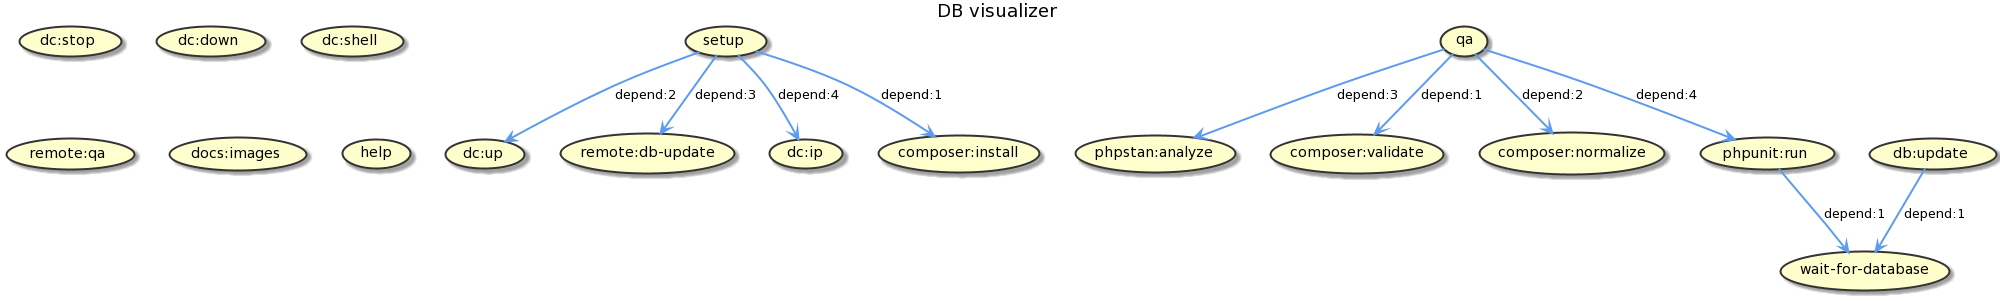 DB visualizer
dc:stop
dc:down
dc:shell
setup
qa
depend:2
depend:3
depend:4
depend:1
depend:3
depend:1
depend:2
depend:4
remote:qa
docs:images
help
dc:up
remote:db-update
dc:ip
composer:install
phpstan:analyze
composer:validate
composer:normalize
phpunit:run
db:update
depend:1
depend:1
wait-for-database